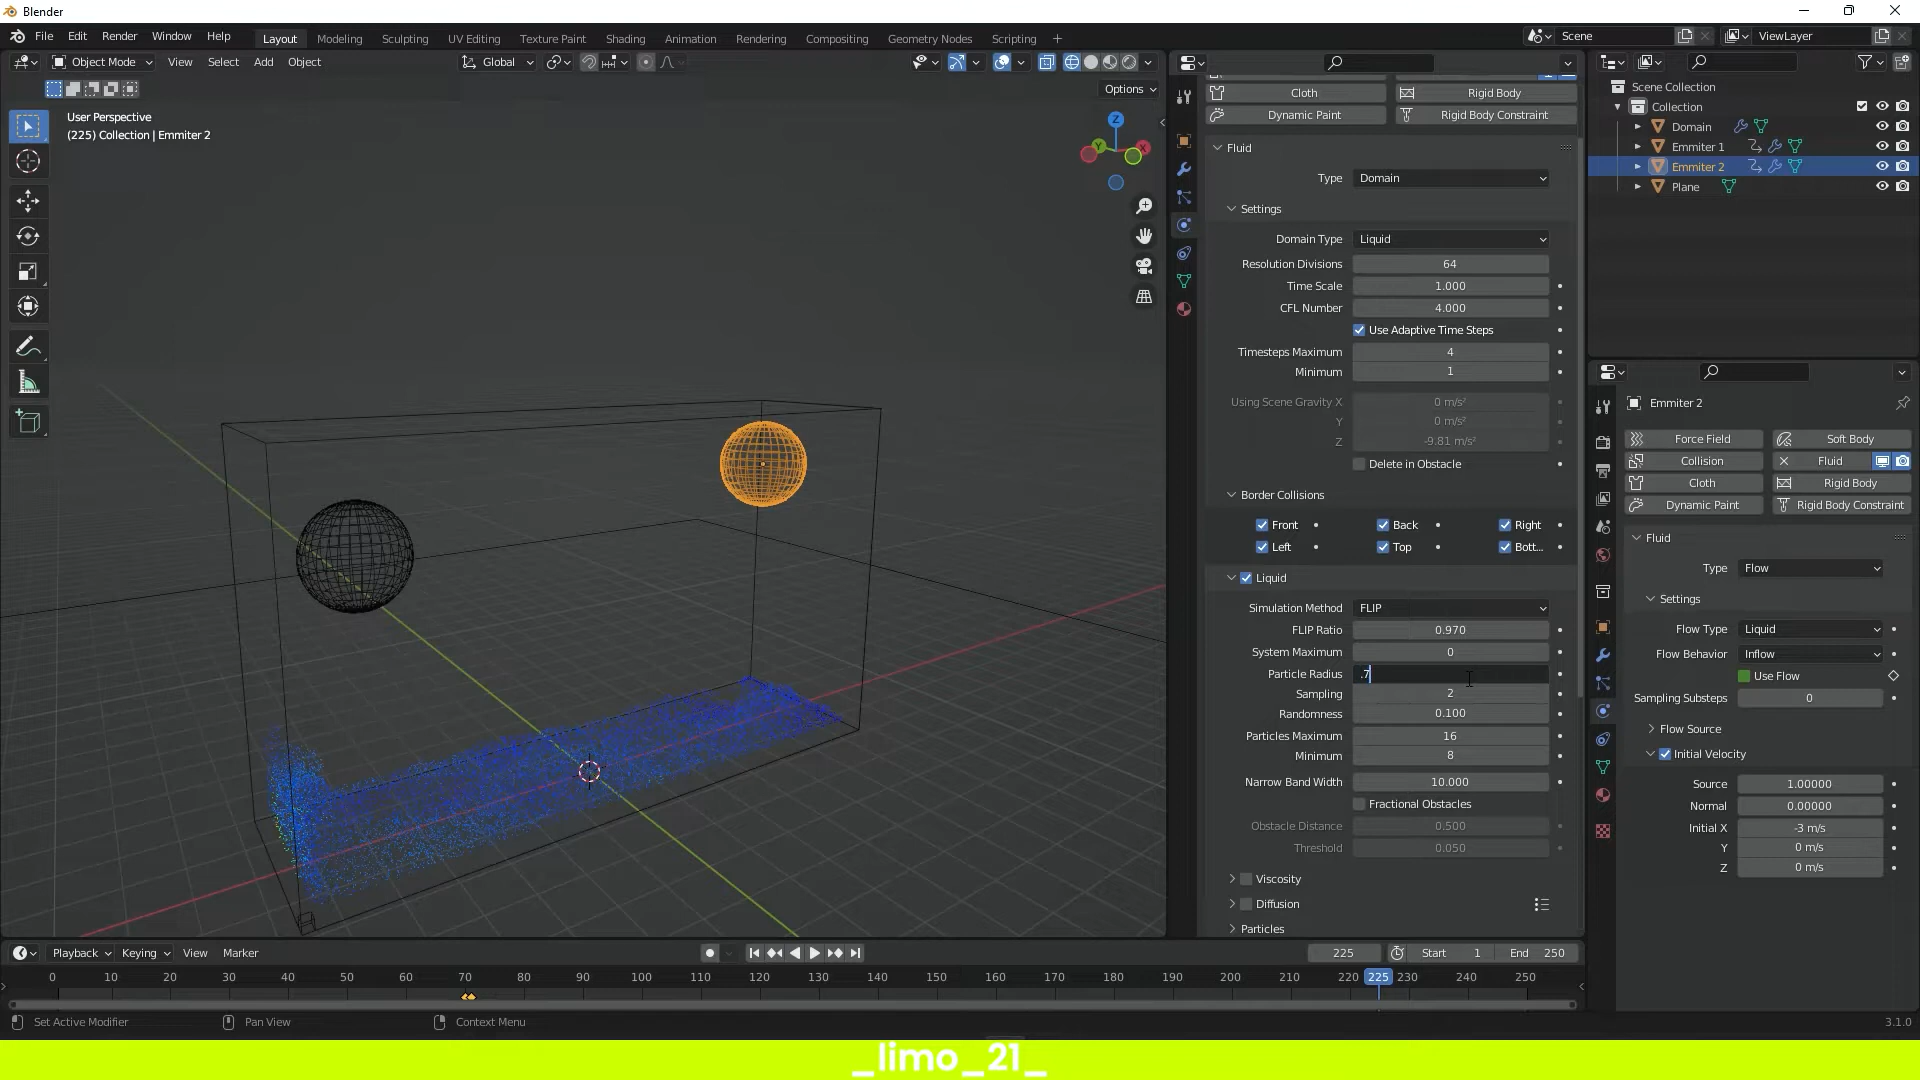 Blender
File Edit Render Window Help Layout Modeling Sculpting UV Editing Texture Paint Shading Animation Rendering Compositing Geometry Nodes Scripting + Scene ViewLayer
Object Mode View Select Add Object Global
Options
User Perspective
(225) Collection | Emmiter 2
Z
Y
X
Cloth Rigid Body
Dynamic Paint Rigid Body Constraint
Fluid
Type Domain
Settings
Domain Type Liquid
Resolution Divisions 64
Time Scale 1.000
CFL Number 4.000
Use Adaptive Time Steps
Timesteps Maximum 4
Minimum 1
Using Scene Gravity X 0 m/s²
Y 0 m/s²
Z -9.81 m/s²
Delete in Obstacle
Border Collisions
Front Back Right
Left Top Bott...
Liquid
Simulation Method FLIP
FLIP Ratio 0.970
System Maximum 0
Particle Radius .7
Sampling 2
Randomness 0.100
Particles Maximum 16
Minimum 8
Narrow Band Width 10.000
Fractional Obstacles
Obstacle Distance 0.500
Threshold 0.050
Viscosity
Diffusion
Particles
Scene Collection
Collection
Domain
Emmiter 1
Emmiter 2
Plane
Emmiter 2
Force Field Soft Body
Collision Fluid
Cloth Rigid Body
Dynamic Paint Rigid Body Constraint
Fluid
Type Flow
Settings
Flow Type Liquid
Flow Behavior Inflow
Use Flow
Sampling Substeps 0
Flow Source
Initial Velocity
Source 1.00000
Normal 0.00000
Initial X -3 m/s
Y 0 m/s
Z 0 m/s
Playback Keying View Marker 225 Start 1 End 250
0 10 20 30 40 50 60 70 80 90 100 110 120 130 140 150 160 170 180 190 200 210 220 225 230 240 250
Set Active Modifier Pan View Context Menu 3.1.0
_limo_21_